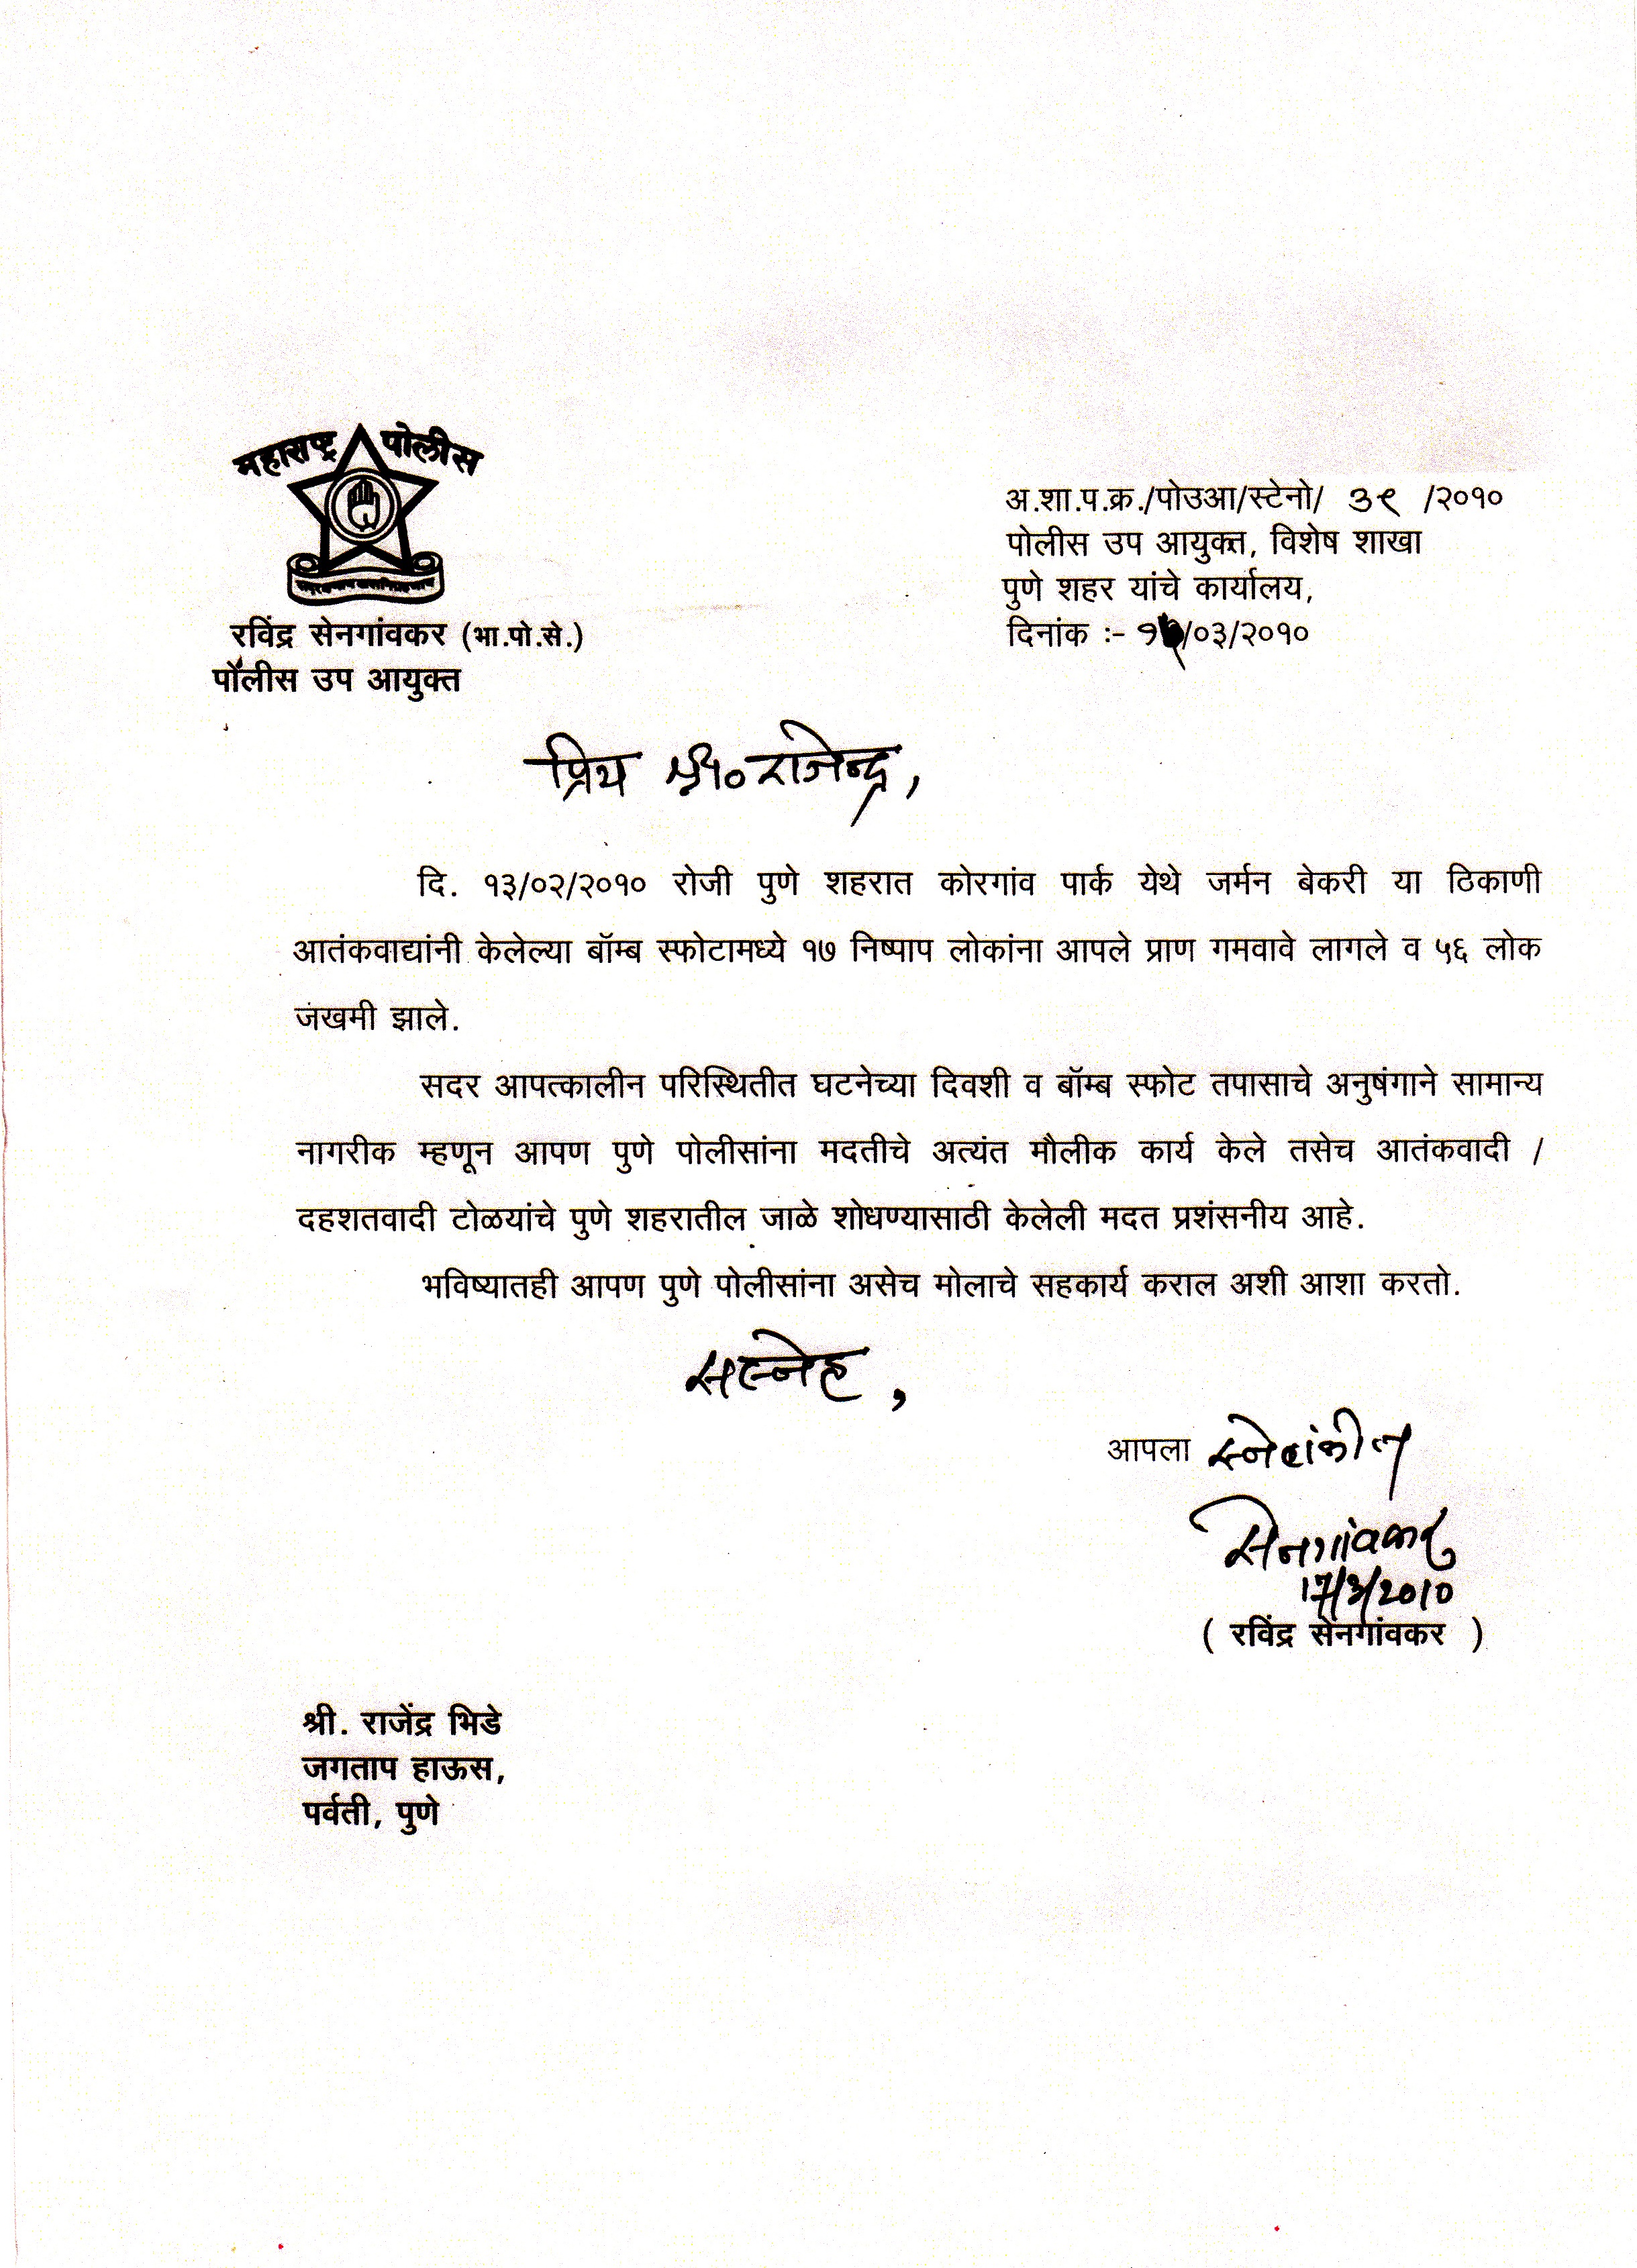 महाराष्ट्र पोलीस
अ.शा.प.क्र./पोउआ/स्टेनो/ ३९ /२०१०
पोलीस उप आयुक्त, विशेष शाखा
पुणे शहर यांचे कार्यालय,
दिनांक :- /०३/२०१०
रविंद्र सेनगांवकर (भा.पो.से.)
पोलीस उप आयुक्त
प्रिय श्री० राजेन्द्र,
दि. १३/०२/२०१० रोजी पुणे शहरात कोरगांव पार्क येथे जर्मन बेकरी या ठिकाणी
आतंकवाद्यांनी केलेल्या बॉम्ब स्फोटामध्ये १७ निष्पाप लोकांना आपले प्राण गमवावे लागले व ५६ लोक
जंखमी झाले.
सदर आपत्कालीन परिस्थितीत घटनेच्या दिवशी व बॉम्ब स्फोट तपासाचे अनुषंगाने सामान्य
नागरीक म्हणून आपण पुणे पोलीसांना मदतीचे अत्यंत मौलीक कार्य केले तसेच आतंकवादी /
दहशतवादी टोळयांचे पुणे शहरातील जाळे शोधण्यासाठी केलेली मदत प्रशंसनीय आहे.
भविष्यातही आपण पुणे पोलीसांना असेच मोलाचे सहकार्य कराल अशी आशा करतो.
सस्नेह,
आपला स्नेहांकीत
सेनगांवकर
17/3/2010
( रविंद्र सेनगांवकर )
श्री. राजेंद्र भिडे
जगताप हाऊस,
पर्वती, पुणे